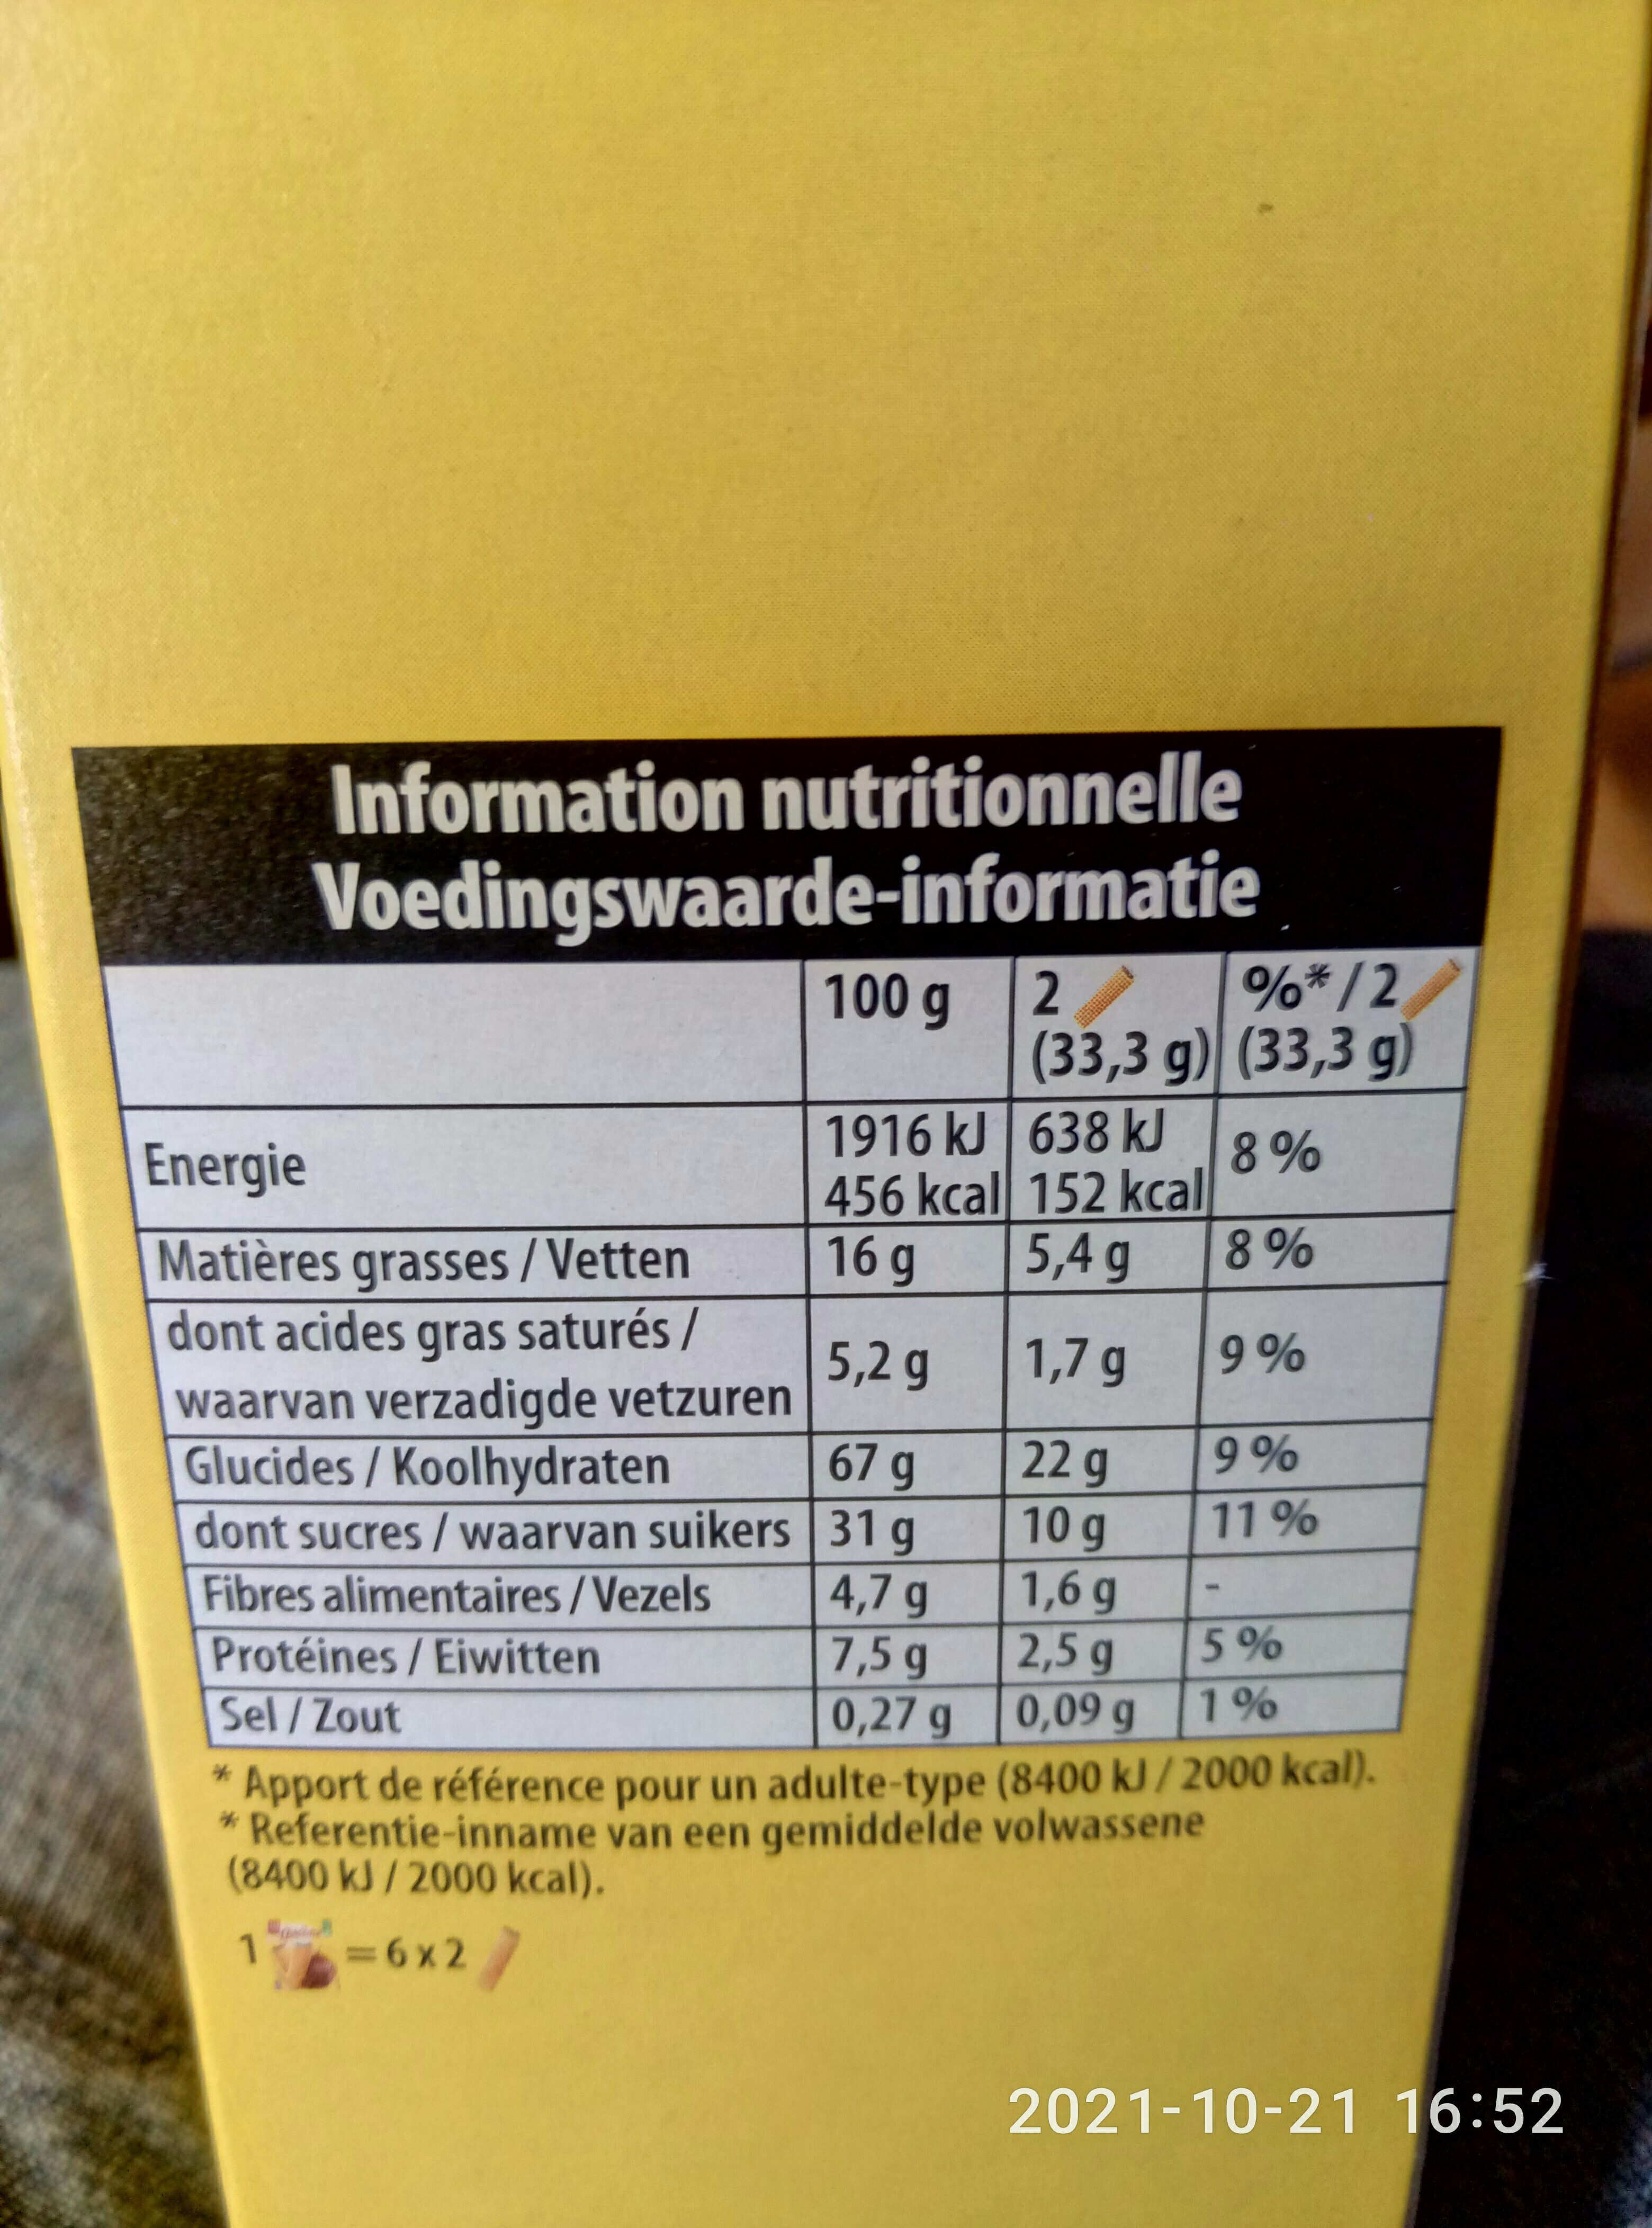 Information nutritionnelle
Voedingswaarde-informatie
100 g 2 %* / 2
(33,3 g) (33,3 g)
Energie 1916 kJ 638 kJ 8 %
456 kcal 152 kcal
Matières grasses / Vetten 16 g 5,4 g 8 %
dont acides gras saturés /
waarvan verzadigde vetzuren 5,2 g 1,7 g 9 %
Glucides / Koolhydraten 67 g 22 g 9 %
dont sucres / waarvan suikers 31 g 10 g 11 %
Fibres alimentaires / Vezels 4,7 g 1,6 g -
Protéines / Eiwitten 7,5 g 2,5 g 5 %
Sel / Zout 0,27 g 0,09 g 1 %
* Apport de référence pour un adulte-type (8400 kJ / 2000 kcal).
* Referentie-inname van een gemiddelde volwassene
(8400 kJ / 2000 kcal).
1 = 6 x 2
2021-10-21 16:52